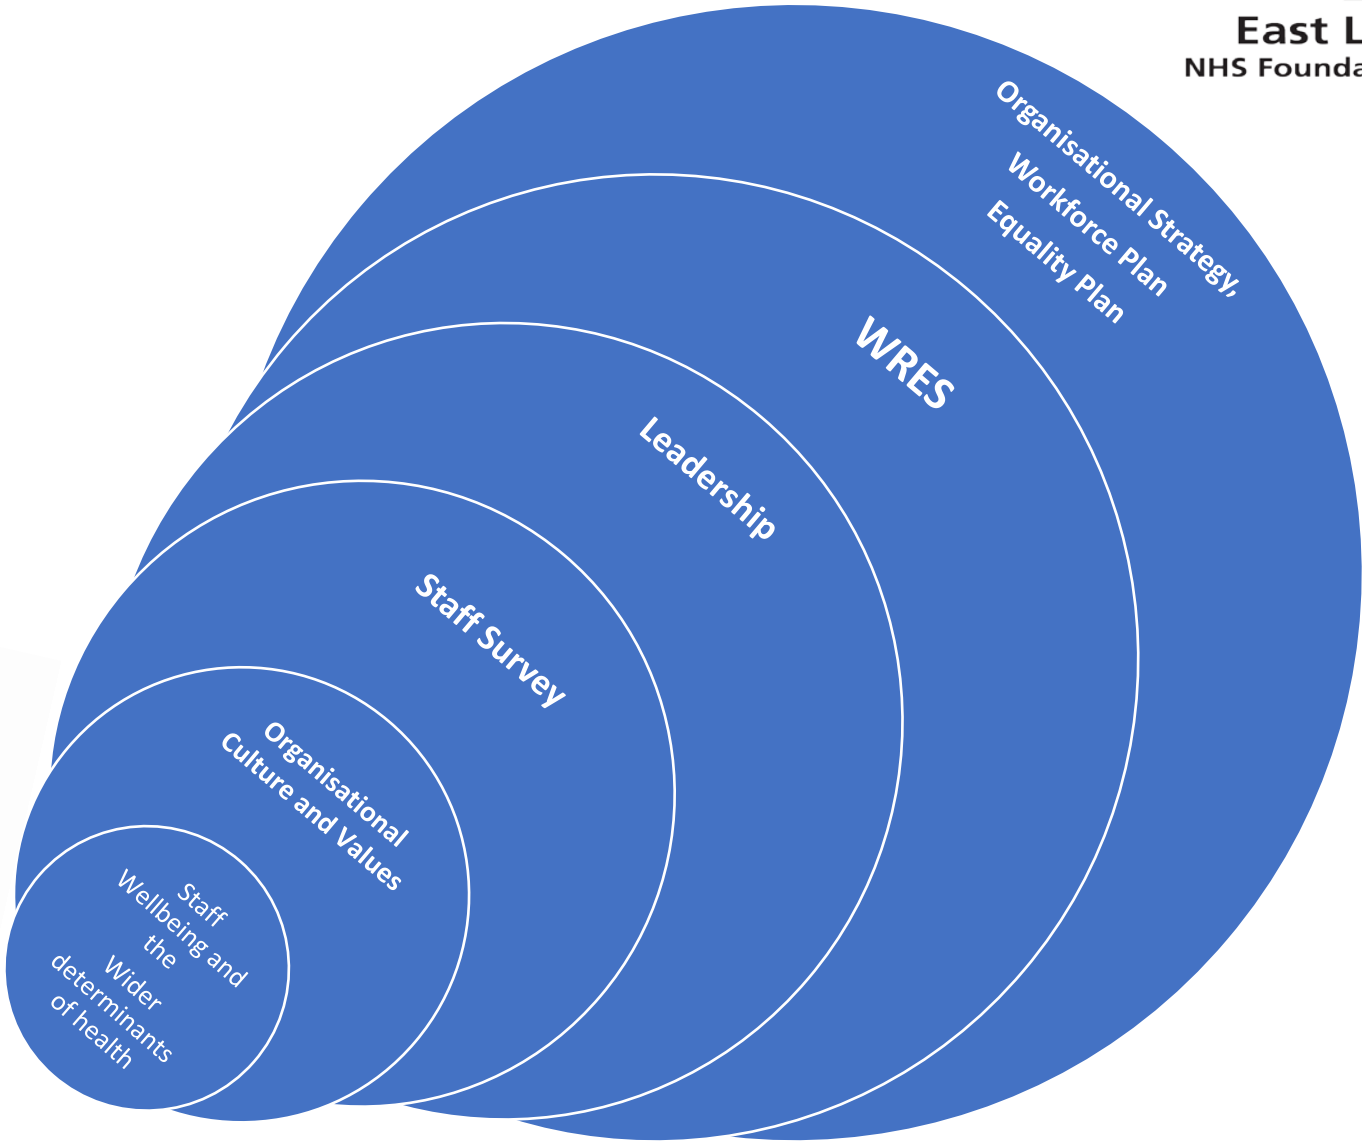 East L
NHS Founda
Organisational Strategy,
Workforce Plan
Equality Plan
WRES
Leadership
Staff Survey
Organisational
Culture and Values
Staff
Wellbeing and
the
Wider
determinants
of health